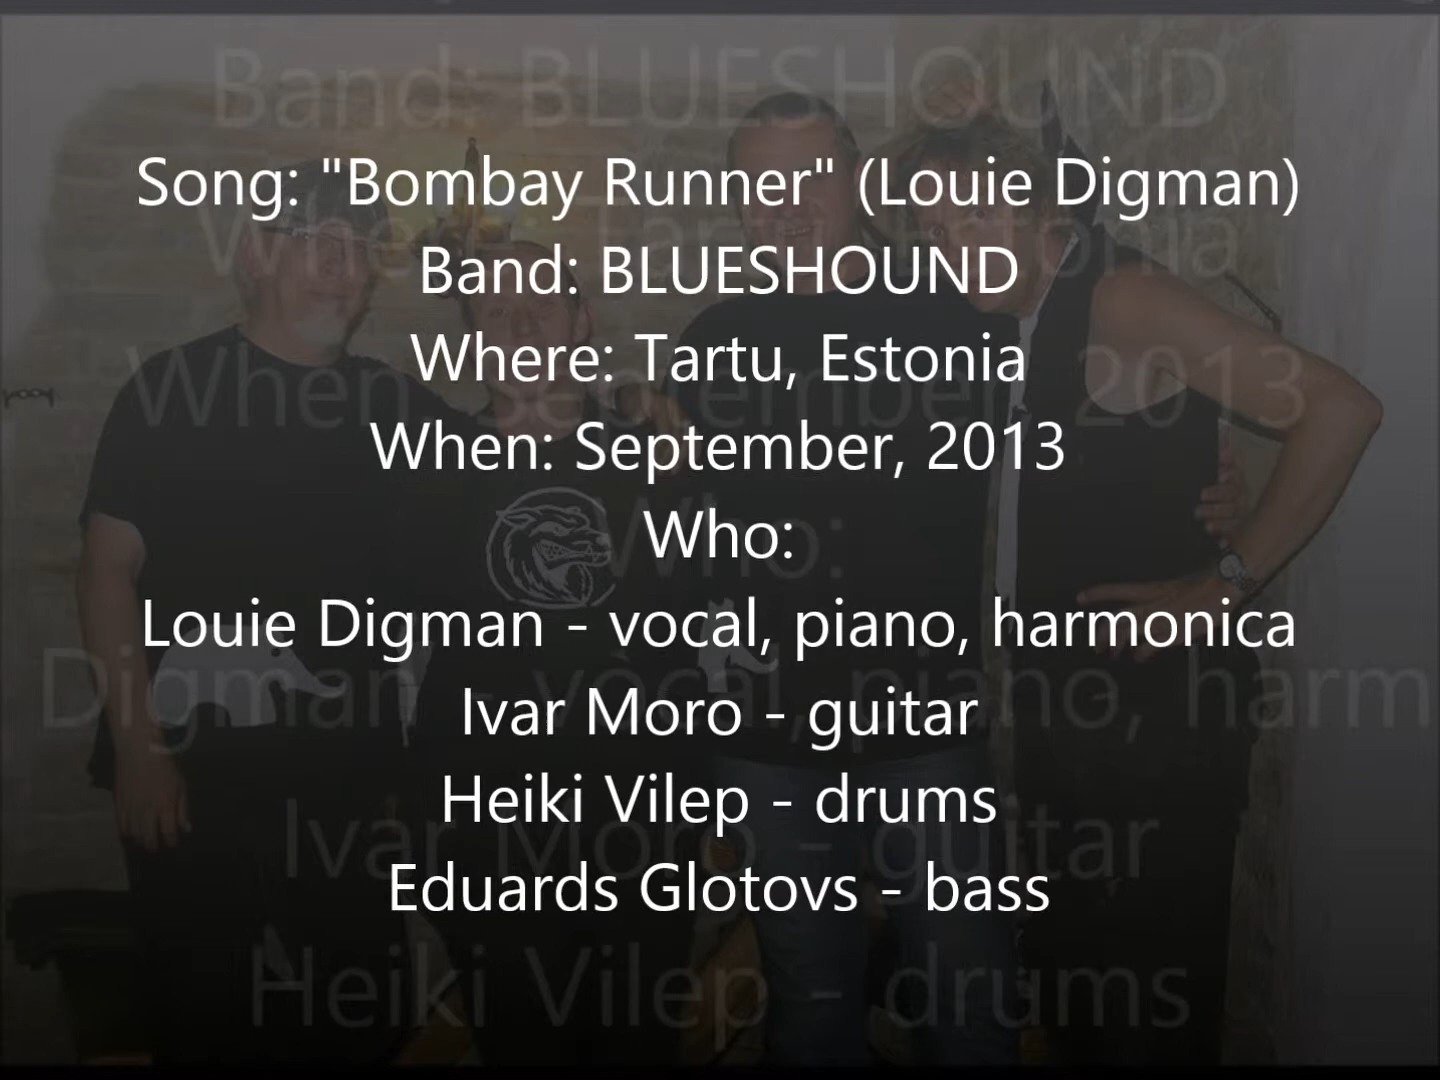 Song: "Bombay Runner" (Louie Digman)
Band: BLUESHOUND
Where: Tartu, Estonia
When: September, 2013
Who:
Louie Digman - vocal, piano, harmonica
Ivar Moro - guitar
Heiki Vilep - drums
Eduards Glotovs - bass